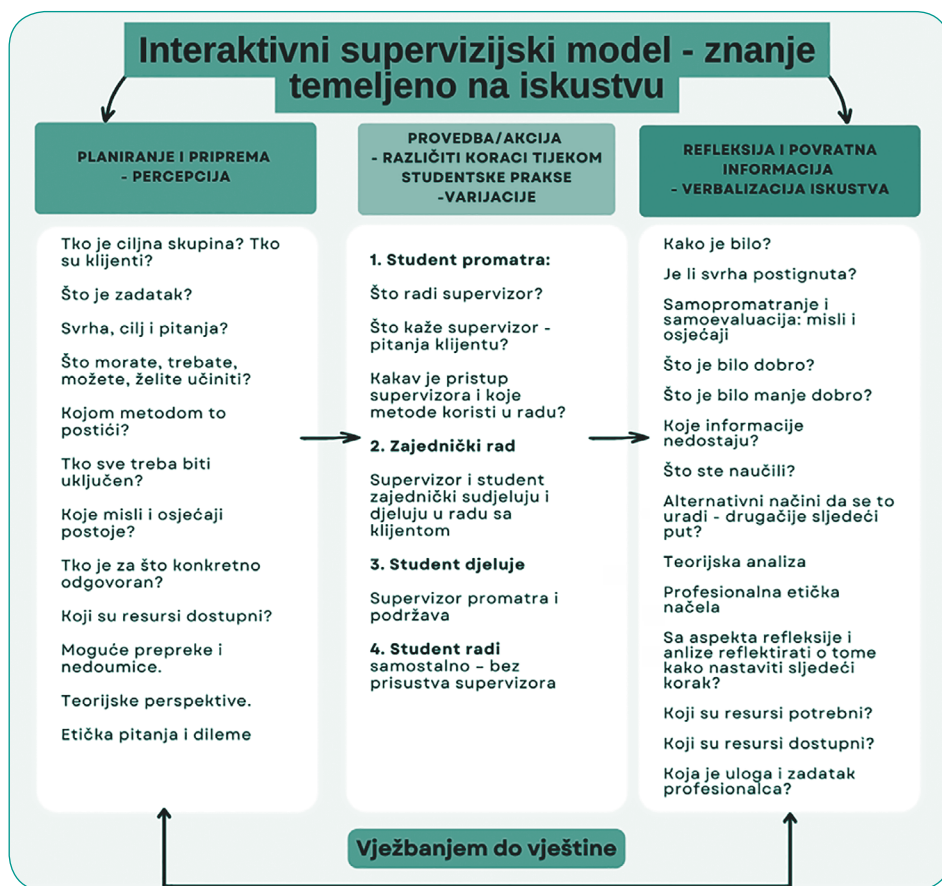 Interaktivni supervizijski model - znanje
temeljeno na iskustvu
PLANIRANJE I PRIPREMA
- PERCEPCIJA
Tko je ciljna skupina? Tko
su klijenti?
Što je zadatak?
Svrha, cilj i pitanja?
Što morate, trebate,
možete, želite učiniti?
Kojom metodom to
postići?
Tko sve treba biti
uključen?
Koje misli i osjećaji
postoje?
Tko je za što konkretno
odgovoran?
Koji su resursi dostupni?
Moguće prepreke i
nedoumice.
Teorijske perspektive.
Etička pitanja i dileme
PROVEDBA/AKCIJA
- RAZLIČITI KORACI TIJEKOM
STUDENTSKE PRAKSE
-VARIJACIJE
1. Student promatra:
Što radi supervizor?
Što kaže supervizor -
pitanja klijentu?
Kakav je pristup
supervizora i koje
metode koristi u radu?
2. Zajednički rad
Supervizor i student
zajednički sudjeluju i
djeluju u radu sa
klijentom
3. Student djeluje
Supervizor promatra i
podržava
4. Student radi
samostalno – bez
prisustva supervizora
REFLEKSIJA I POVRATNA
INFORMACIJA
- VERBALIZACIJA ISKUSTVA
Kako je bilo?
Je li svrha postignuta?
Samopromatranje i
samoevaluacija: misli i
osjećaji
Što je bilo dobro?
Što je bilo manje dobro?
Koje informacije
nedostaju?
Što ste naučili?
Alternativni načini da se to
uradi - drugačije sljedeći
put?
Teorijska analiza
Profesionalna etička
načela
Sa aspekta refleksije i
anlize reflektirati o tome
kako nastaviti sljedeći
korak?
Koji su resursi potrebni?
Koji su resursi dostupni?
Koja je uloga i zadatak
profesionalca?
Vježbanjem do vještine